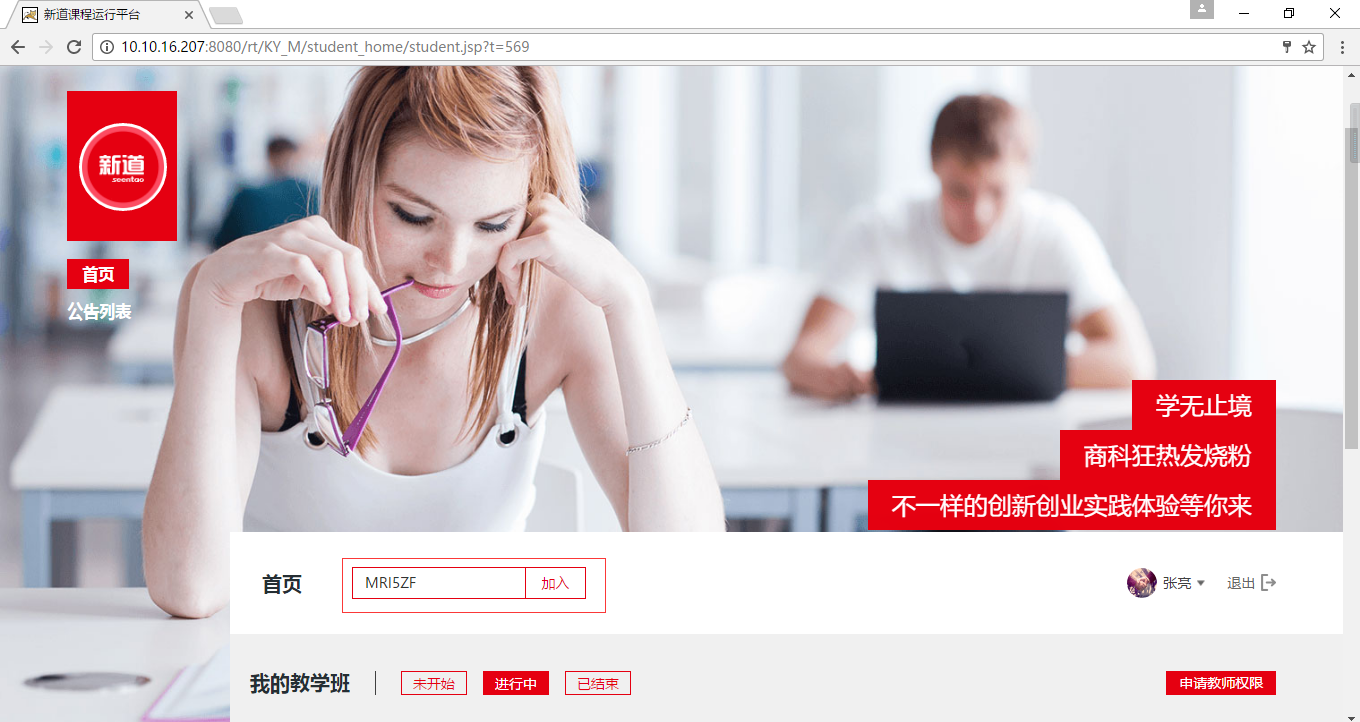 新道课程运行平台
10.10.16.207:8080/rt/KY_M/student_home/student.jsp?t=569
新道
seentao
首页
公告列表
学无止境
商科狂热发烧粉
不一样的创新创业实践体验等你来
首页 MRI5ZF 加入 张亮 退出
我的教学班 未开始 进行中 已结束 申请教师权限